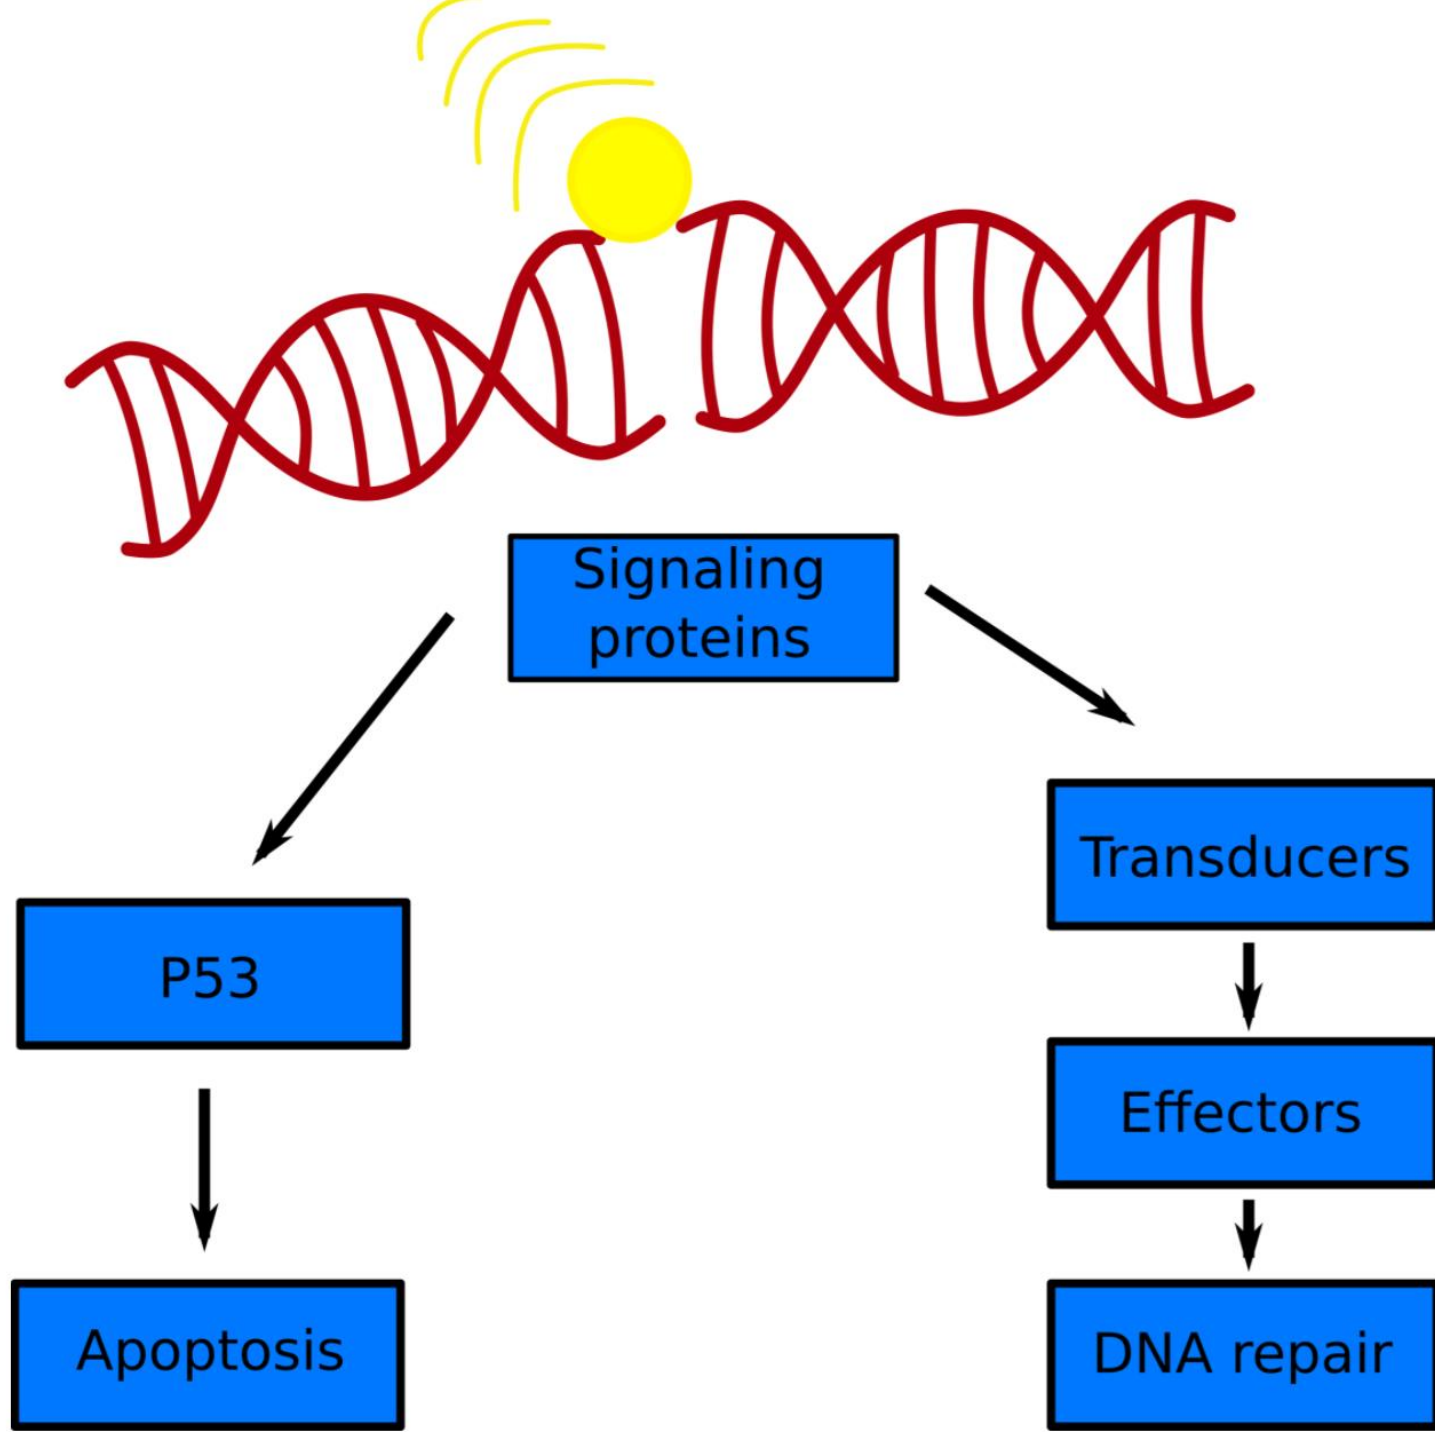 Signaling
proteins
Transducers
P53
Effectors
Apoptosis
DNA repair